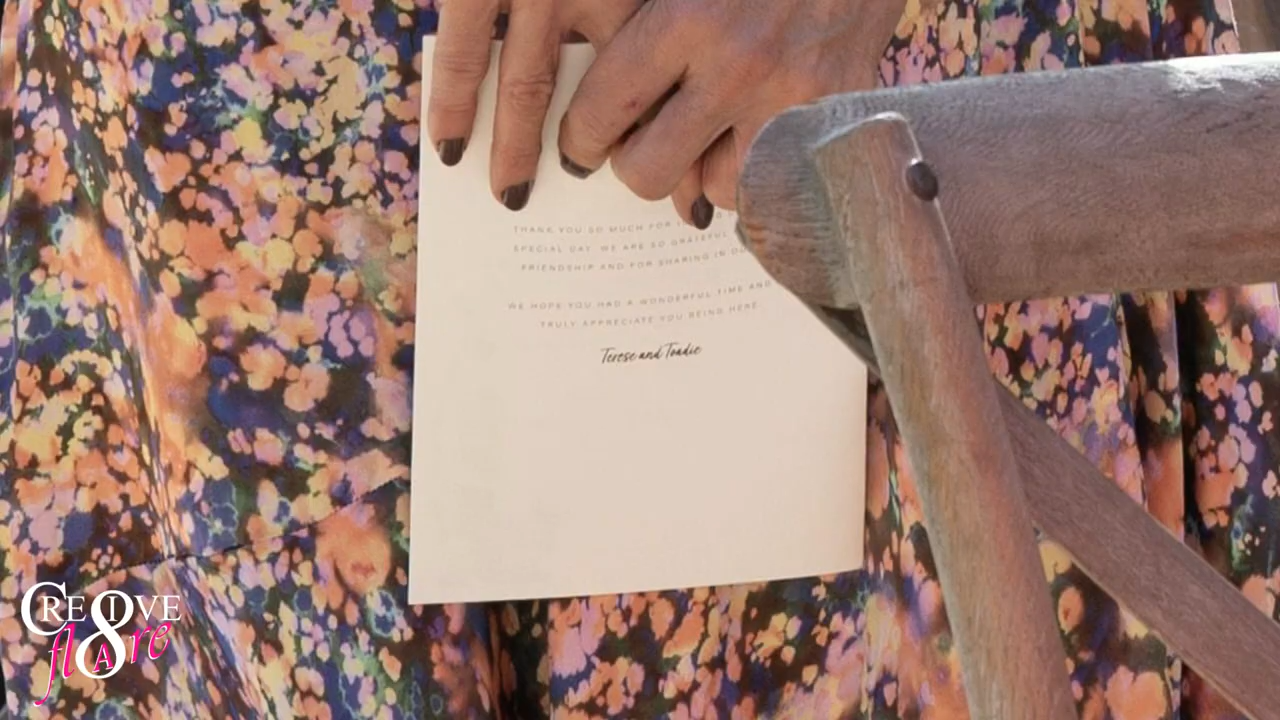 THANK YOU SO MUCH FOR
SPECIAL DAY. WE ARE SO GRATEFUL
FRIENDSHIP AND FOR SHARING IN
WE HOPE YOU HAD A WONDERFUL TIME AND
TRULY APPRECIATE YOU BEING HERE.
Terese and Toadie
CRE8IVE
flAre